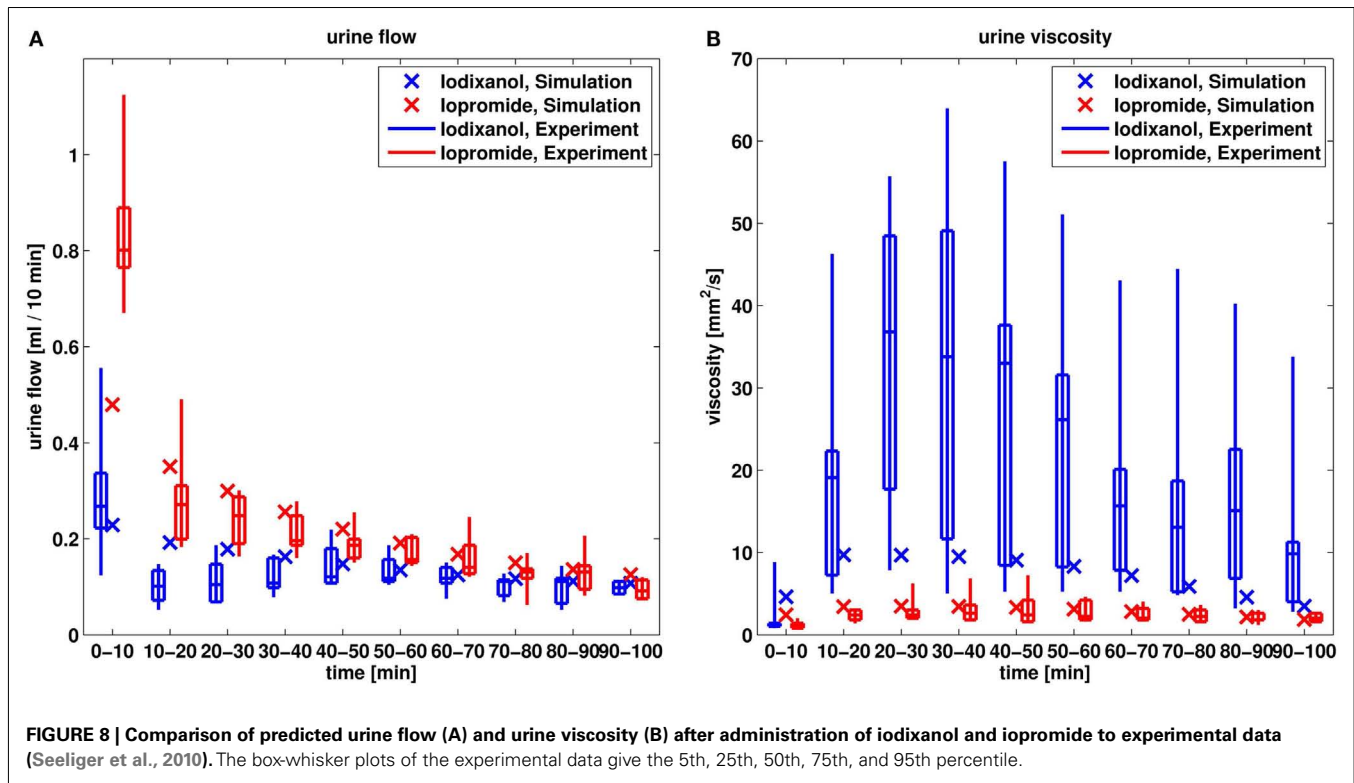 A
urine flow
Iodixanol, Simulation
Iopromide, Simulation
Iodixanol, Experiment
Iopromide, Experiment
urine flow [ml / 10 min]
1
0.8
0.6
0.4
0.2
0
0–10 10–20 20–30 30–40 40–50 50–60 60–70 70–80 80–90 90–100
time [min]
B
urine viscosity
Iodixanol, Simulation
Iopromide, Simulation
Iodixanol, Experiment
Iopromide, Experiment
viscosity [mm²/s]
70
60
50
40
30
20
10
0
0–10 10–20 20–30 30–40 40–50 50–60 60–70 70–80 80–90 90–100
time [min]
FIGURE 8 | Comparison of predicted urine flow (A) and urine viscosity (B) after administration of iodixanol and iopromide to experimental data
(Seeliger et al., 2010). The box-whisker plots of the experimental data give the 5th, 25th, 50th, 75th, and 95th percentile.